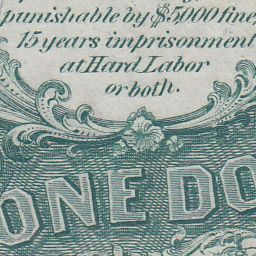 punishable by $5000 fine,
15 years imprisonment
at Hard Labor
or both.
ONE DO